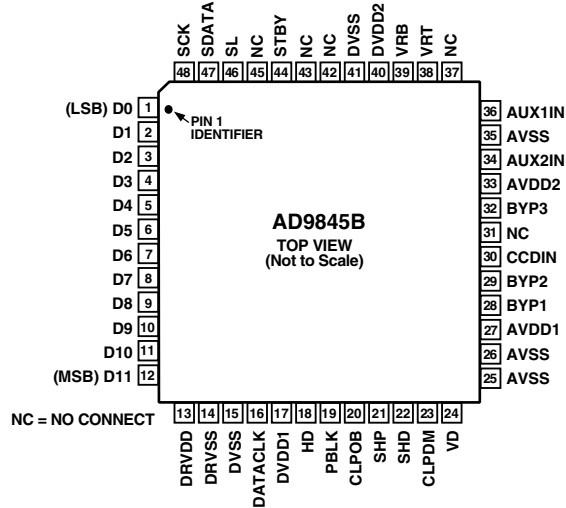 SCK SDATA SL NC STBY NC NC DVSS DVDD2 VRB VRT NC
48 47 46 45 44 43 42 41 40 39 38 37
(LSB) D0 1
D1 2
D2 3
D3 4
D4 5
D5 6
D6 7
D7 8
D8 9
D9 10
D10 11
(MSB) D11 12
PIN 1
IDENTIFIER
AD9845B
TOP VIEW
(Not to Scale)
36 AUX1IN
35 AVSS
34 AUX2IN
33 AVDD2
32 BYP3
31 NC
30 CCDIN
29 BYP2
28 BYP1
27 AVDD1
26 AVSS
25 AVSS
NC = NO CONNECT
13 14 15 16 17 18 19 20 21 22 23 24
DRVDD DRVSS DVSS DATACLK DVDD1 HD PBLK CLPOB SHP SHD CLPDM VD